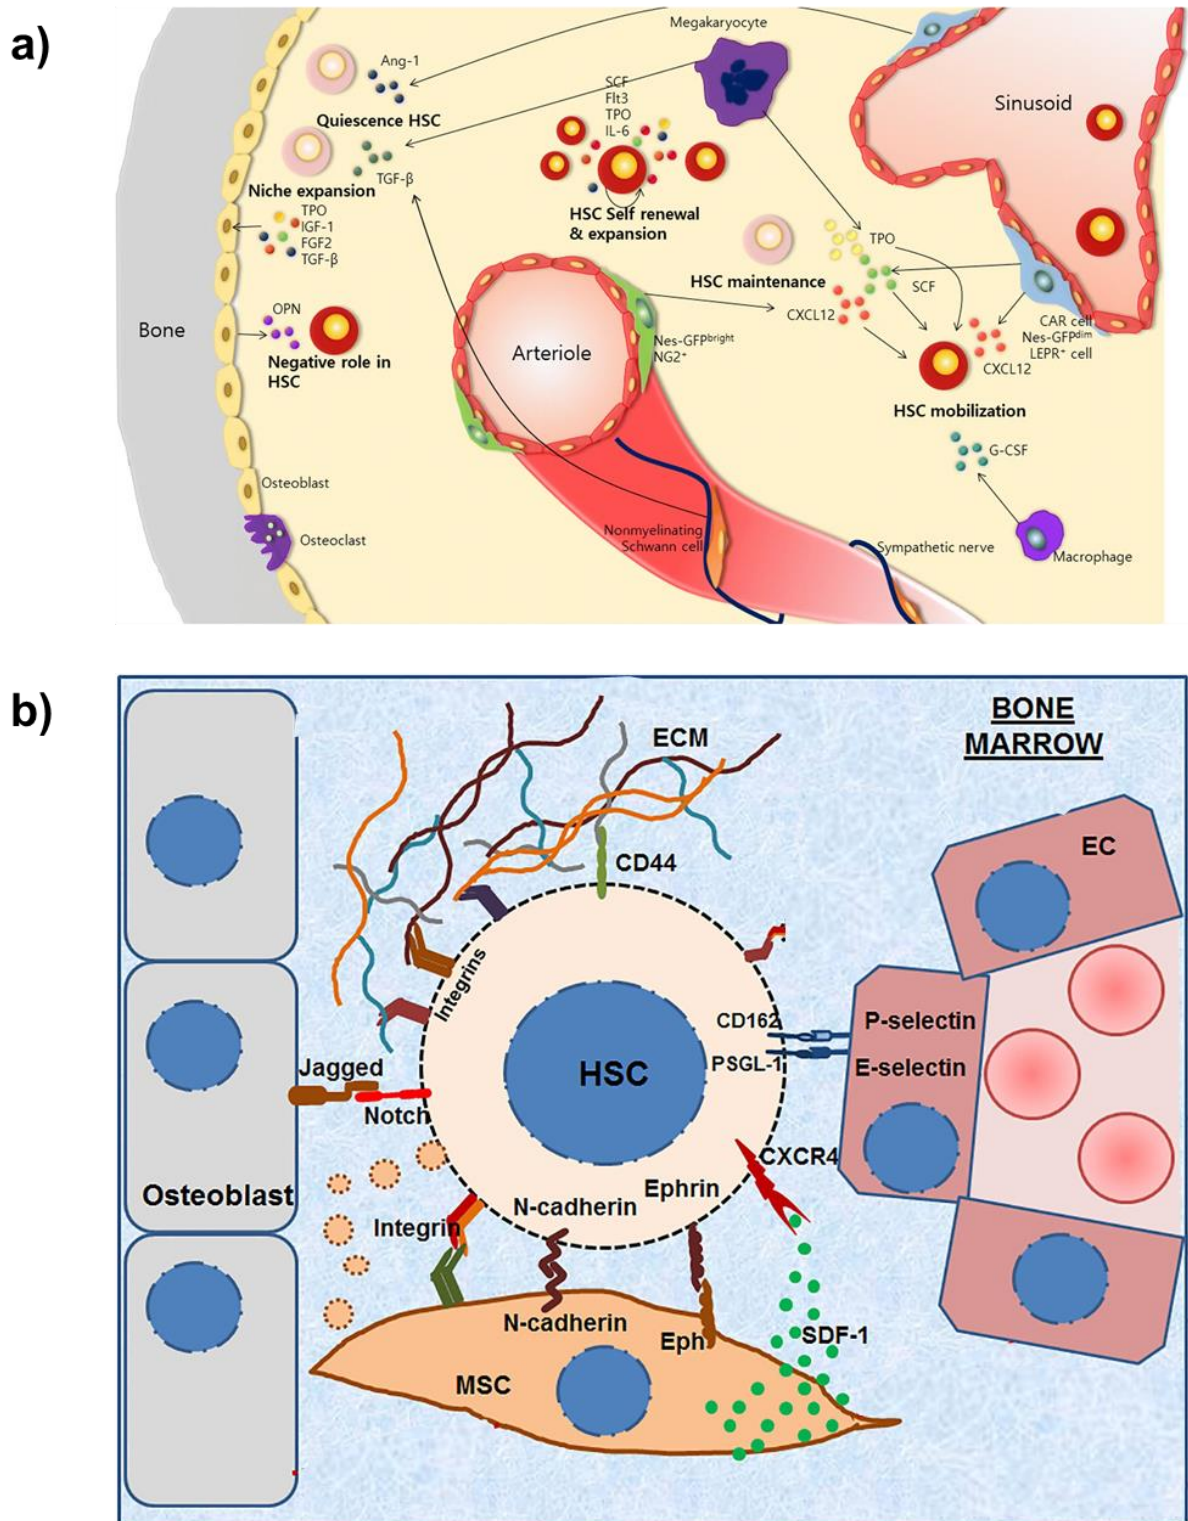 a)
Megakaryocyte
Ang-1
Quiescence HSC
SCF
Flt3
TPO
IL-6
Sinusoid
TGF-β
Niche expansion
TPO
IGF-1
FGF2
TGF-β
HSC Self renewal
& expansion
TPO
HSC maintenance
SCF
CXCL12
OPN
Bone
Negative role in
HSC
Arteriole
Nes-GFPbright
NG2+
CAR cell
Nes-GFPdim
LEPR+ cell
CXCL12
HSC mobilization
G-CSF
Osteoblast
Osteoclast
Nonmyelinating
Schwann cell
Sympathetic nerve
Macrophage
b)
BONE
MARROW
ECM
CD44
EC
Integrins
CD162
P-selectin
PSGL-1
E-selectin
HSC
Jagged
Notch
CXCR4
Osteoblast
Ephrin
N-cadherin
Integrin
N-cadherin
Eph
SDF-1
MSC